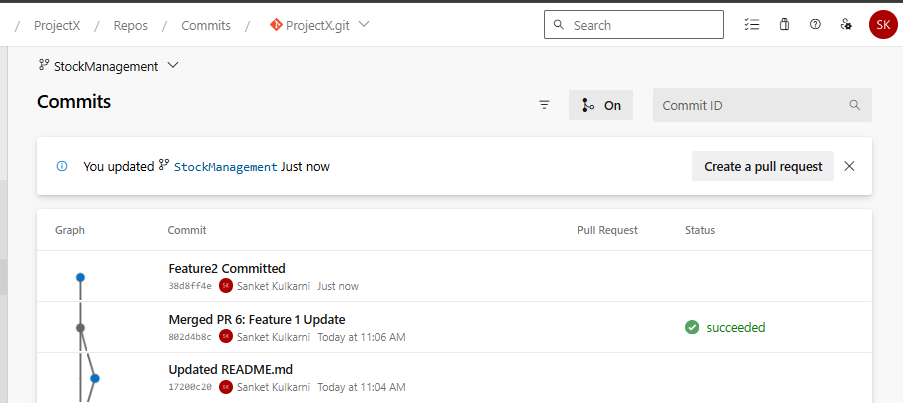 / ProjectX / Repos / Commits / ProjectX.git
Search
SK
StockManagement
Commits
On
Commit ID
You updated StockManagement Just now
Create a pull request
Graph Commit Pull Request Status
Feature2 Committed
38d8ff4e SK Sanket Kulkarni Just now
Merged PR 6: Feature 1 Update
802d4b8c SK Sanket Kulkarni Today at 11:06 AM
succeeded
Updated README.md
17200c20 SK Sanket Kulkarni Today at 11:04 AM